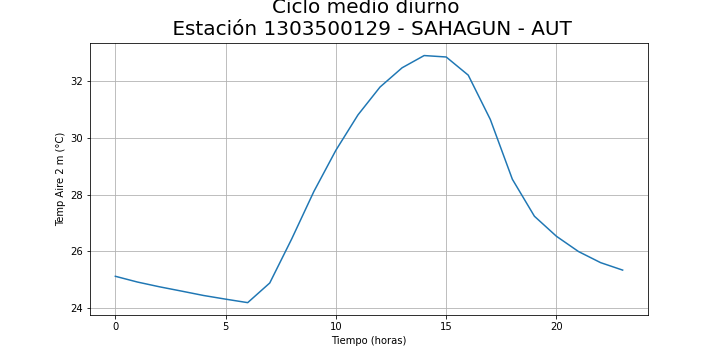 Ciclo medio diurno
Estación 1303500129 - SAHAGUN - AUT
32
30
28
26
24
Temp Aire 2 m (°C)
0 5 10 15 20
Tiempo (horas)